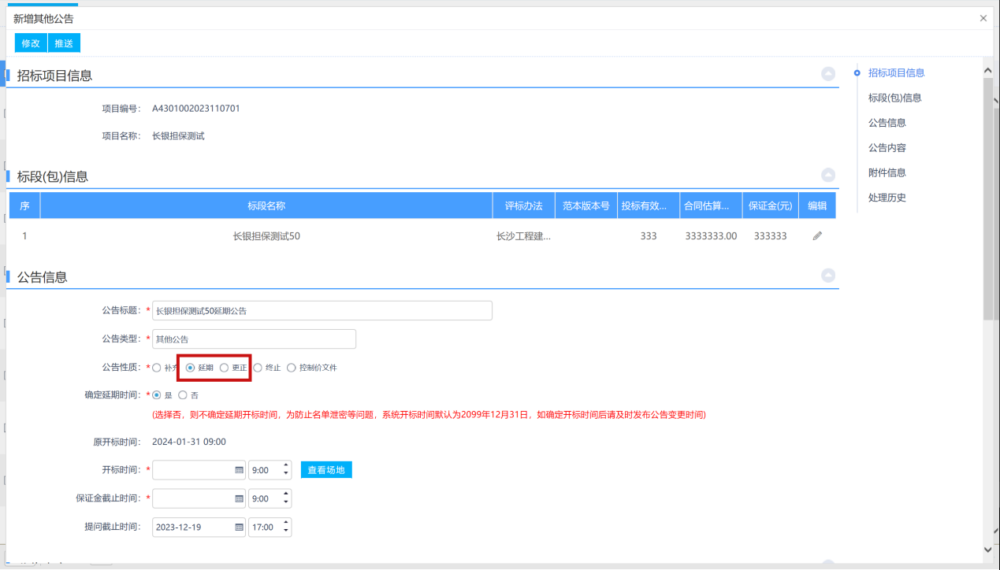 新增其他公告
修改 推送
招标项目信息
项目编号： A4301002023110701
项目名称： 长银担保测试
标段(包)信息
序 标段名称 评标办法 范本版本号 投标有效... 合同估算... 保证金(元) 编辑
1 长银担保测试50 长沙工程建... 333 3333333.00 333333
公告信息
公告标题： * 长银担保测试50延期公告
公告类型： * 其他公告
公告性质： * 补充 延期 更正 终止 控制价文件
确定延期时间： * 是 否
(选择否，则不确定延期开标时间，为防止名单泄密等问题，系统开标时间默认为2099年12月31日，如确定开标时间后请及时发布公告变更时间)
原开标时间： 2024-01-31 09:00
开标时间： * 9:00 查看场地
保证金截止时间： * 9:00
提问截止时间： 2023-12-19 17:00
招标项目信息
标段(包)信息
公告信息
公告内容
附件信息
处理历史